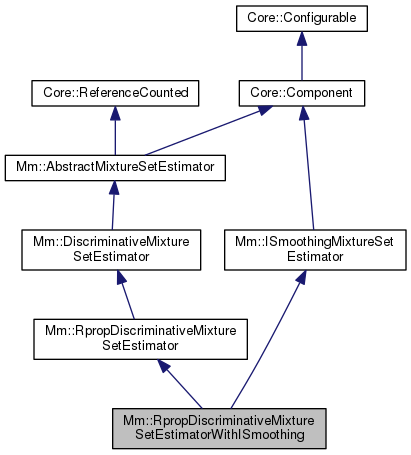 Core::Configurable
Core::ReferenceCounted
Core::Component
Mm::AbstractMixtureSetEstimator
Mm::DiscriminativeMixture
SetEstimator
Mm::ISmoothingMixtureSet
Estimator
Mm::RpropDiscriminativeMixture
SetEstimator
Mm::RpropDiscriminativeMixture
SetEstimatorWithISmoothing